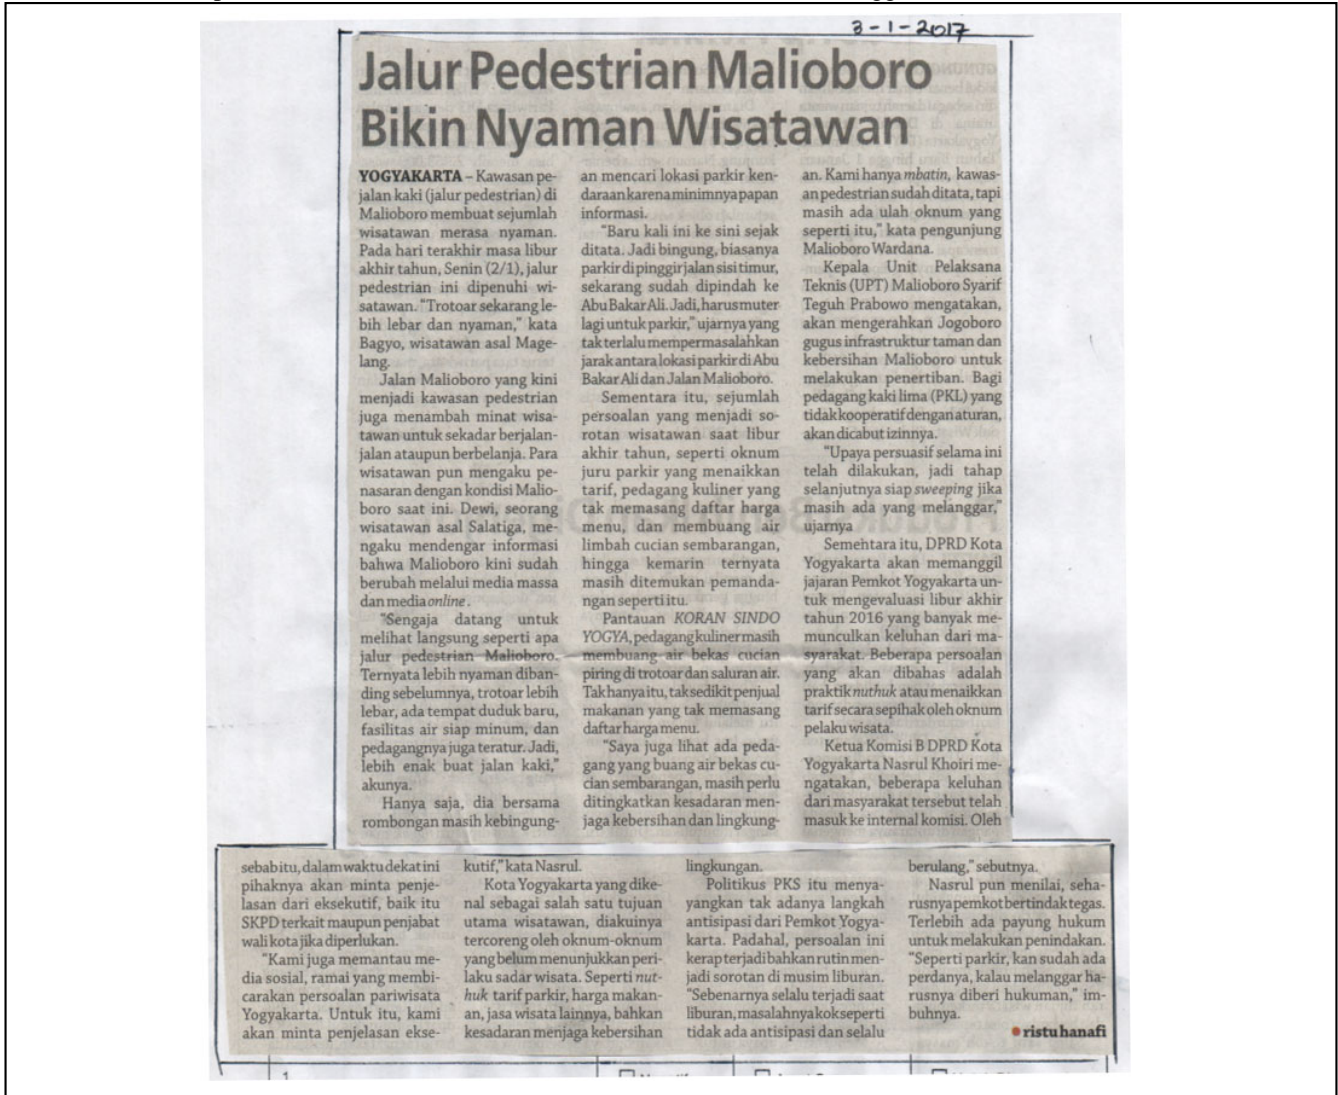 3-1-2017
Jalur Pedestrian Malioboro
Bikin Nyaman Wisatawan
YOGYAKARTA – Kawasan pe-
jalan kaki (jalur pedestrian) di
Malioboro membuat sejumlah
wisatawan merasa nyaman.
Pada hari terakhir masa libur
akhir tahun, Senin (2/1), jalur
pedestrian ini dipenuhi wi-
satawan. "Trotoar sekarang le-
bih lebar dan nyaman," kata
Bagyo, wisatawan asal Mage-
lang.
Jalan Malioboro yang kini
menjadi kawasan pedestrian
juga menambah minat wisa-
tawan untuk sekadar berjalan-
jalan ataupun berbelanja. Para
wisatawan pun mengaku pe-
nasaran dengan kondisi Malio-
boro saat ini. Dewi, seorang
wisatawan asal Salatiga, me-
ngaku mendengar informasi
bahwa Malioboro kini sudah
berubah melalui media massa
dan media online.
"Sengaja datang untuk
melihat langsung seperti apa
jalur pedestrian Malioboro.
Ternyata lebih nyaman diban-
ding sebelumnya, trotoar lebih
lebar, ada tempat duduk baru,
fasilitas air siap minum, dan
pedagangnya juga teratur. Jadi,
lebih enak buat jalan kaki,"
akunya.
Hanya saja, dia bersama
rombongan masih kebingung-
an mencari lokasi parkir ken-
daraan karena minimnya papan
informasi.
"Baru kali ini ke sini sejak
ditata. Jadi bingung, biasanya
parkir di pinggir jalan sisi timur,
sekarang sudah dipindah ke
Abu Bakar Ali. Jadi, harus muter
lagi untuk parkir," ujarnya yang
tak terlalu mempermasalahkan
jarak antara lokasi parkir di Abu
Bakar Ali dan Jalan Malioboro.
Sementara itu, sejumlah
persoalan yang menjadi so-
rotan wisatawan saat libur
akhir tahun, seperti oknum
juru parkir yang menaikkan
tarif, pedagang kuliner yang
tak memasang daftar harga
menu, dan membuang air
limbah cucian sembarangan,
hingga kemarin ternyata
masih ditemukan pemanda-
ngan seperti itu.
Pantauan KORAN SINDO
YOGYA, pedagang kuliner masih
membuang air bekas cucian
piring di trotoar dan saluran air.
Tak hanya itu, tak sedikit penjual
makanan yang tak memasang
daftar harga menu.
"Saya juga lihat ada peda-
gang yang buang air bekas cu-
cian sembarangan, masih perlu
ditingkatkan kesadaran men-
jaga kebersihan dan lingkung-
an. Kami hanya mbatin, kawas-
an pedestrian sudah ditata, tapi
masih ada ulah oknum yang
seperti itu," kata pengunjung
Malioboro Wardana.
Kepala Unit Pelaksana
Teknis (UPT) Malioboro Syarif
Teguh Prabowo mengatakan,
akan mengerahkan Jogoboro
gugus infrastruktur taman dan
kebersihan Malioboro untuk
melakukan penertiban. Bagi
pedagang kaki lima (PKL) yang
tidak kooperatif dengan aturan,
akan dicabut izinnya.
"Upaya persuasif selama ini
telah dilakukan, jadi tahap
selanjutnya siap sweeping jika
masih ada yang melanggar,"
ujarnya
Sementara itu, DPRD Kota
Yogyakarta akan memanggil
jajaran Pemkot Yogyakarta un-
tuk mengevaluasi libur akhir
tahun 2016 yang banyak me-
munculkan keluhan dari ma-
syarakat. Beberapa persoalan
yang akan dibahas adalah
praktik nuthuk atau menaikkan
tarif secara sepihak oleh oknum
pelaku wisata.
Ketua Komisi B DPRD Kota
Yogyakarta Nasrul Khoiri me-
ngatakan, beberapa keluhan
dari masyarakat tersebut telah
masuk ke internal komisi. Oleh
sebab itu, dalam waktu dekat ini
pihaknya akan minta penje-
lasan dari eksekutif, baik itu
SKPD terkait maupun penjabat
wali kota jika diperlukan.
"Kami juga memantau me-
dia sosial, ramai yang membi-
carakan persoalan pariwisata
Yogyakarta. Untuk itu, kami
akan minta penjelasan ekse-
kutif," kata Nasrul.
Kota Yogyakarta yang dike-
nal sebagai salah satu tujuan
utama wisatawan, diakuinya
tercoreng oleh oknum-oknum
yang belum menunjukkan peri-
laku sadar wisata. Seperti nut-
huk tarif parkir, harga makan-
an, jasa wisata lainnya, bahkan
kesadaran menjaga kebersihan
lingkungan.
Politikus PKS itu menya-
yangkan tak adanya langkah
antisipasi dari Pemkot Yogya-
karta. Padahal, persoalan ini
kerap terjadi bahkan rutin men-
jadi sorotan di musim liburan.
"Sebenarnya selalu terjadi saat
liburan, masalahnya kok seperti
tidak ada antisipasi dan selalu
berulang," sebutnya.
Nasrul pun menilai, seha-
rusnya pemkot bertindak tegas.
Terlebih ada payung hukum
untuk melakukan penindakan.
"Seperti parkir, kan sudah ada
perdanya, kalau melanggar ha-
rusnya diberi hukuman," im-
buhnya.
● ristu hanafi